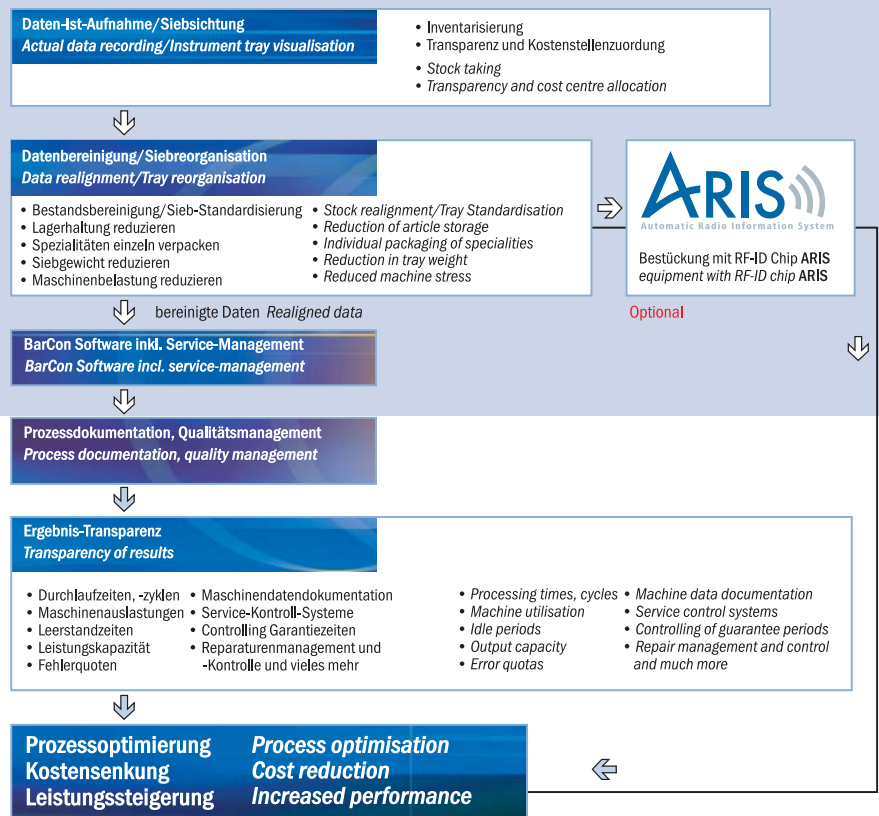 Daten-Ist-Aufnahme/Siebsichtung
Actual data recording/Instrument tray visualisation
• Inventarisierung
• Transparenz und Kostenstellenzuordung
• Stock taking
• Transparency and cost centre allocation
Datenbereinigung/Siebreorganisation
Data realignment/Tray reorganisation
• Bestandsbereinigung/Sieb-Standardisierung
• Lagerhaltung reduzieren
• Spezialitäten einzeln verpacken
• Siebgewicht reduzieren
• Maschinenbelastung reduzieren
• Stock realignment/Tray Standardisation
• Reduction of article storage
• Individual packaging of specialities
• Reduction in tray weight
• Reduced machine stress
ARIS
Automatic Radio Information System
Bestückung mit RF-ID Chip ARIS
equipment with RF-ID chip ARIS
Optional
bereinigte Daten Realigned data
BarCon Software inkl. Service-Management
BarCon Software incl. service-management
Prozessdokumentation, Qualitätsmanagement
Process documentation, quality management
Ergebnis-Transparenz
Transparency of results
• Durchlaufzeiten, -zyklen
• Maschinenauslastungen
• Leerstandzeiten
• Leistungskapazität
• Fehlerquoten
• Maschinendatendokumentation
• Service-Kontroll-Systeme
• Controlling Garantiezeiten
• Reparaturenmanagement und
-Kontrolle und vieles mehr
• Processing times, cycles
• Machine utilisation
• Idle periods
• Output capacity
• Error quotas
• Machine data documentation
• Service control systems
• Controlling of guarantee periods
• Repair management and control
and much more
Prozessoptimierung
Kostensenkung
Leistungssteigerung
Process optimisation
Cost reduction
Increased performance